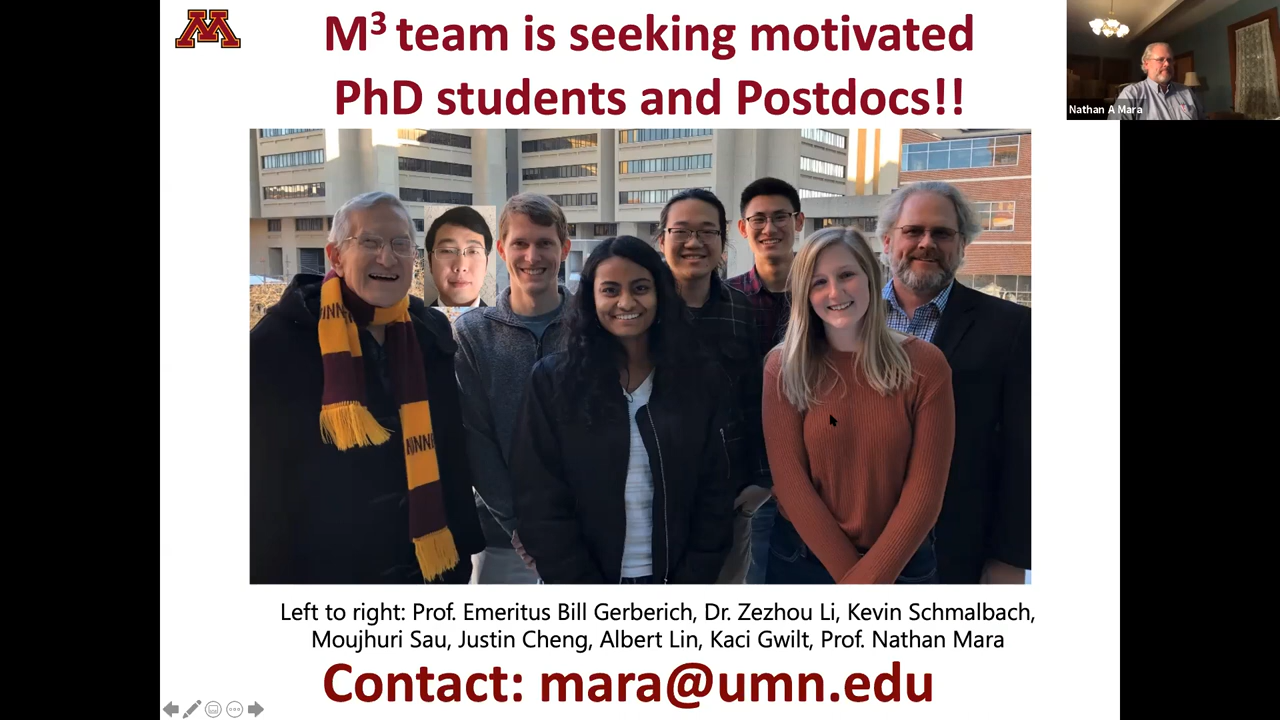 M
M³ team is seeking motivated
PhD students and Postdocs!!
Nathan A Mara
Left to right: Prof. Emeritus Bill Gerberich, Dr. Zezhou Li, Kevin Schmalbach,
Moujhuri Sau, Justin Cheng, Albert Lin, Kaci Gwilt, Prof. Nathan Mara
Contact: mara@umn.edu